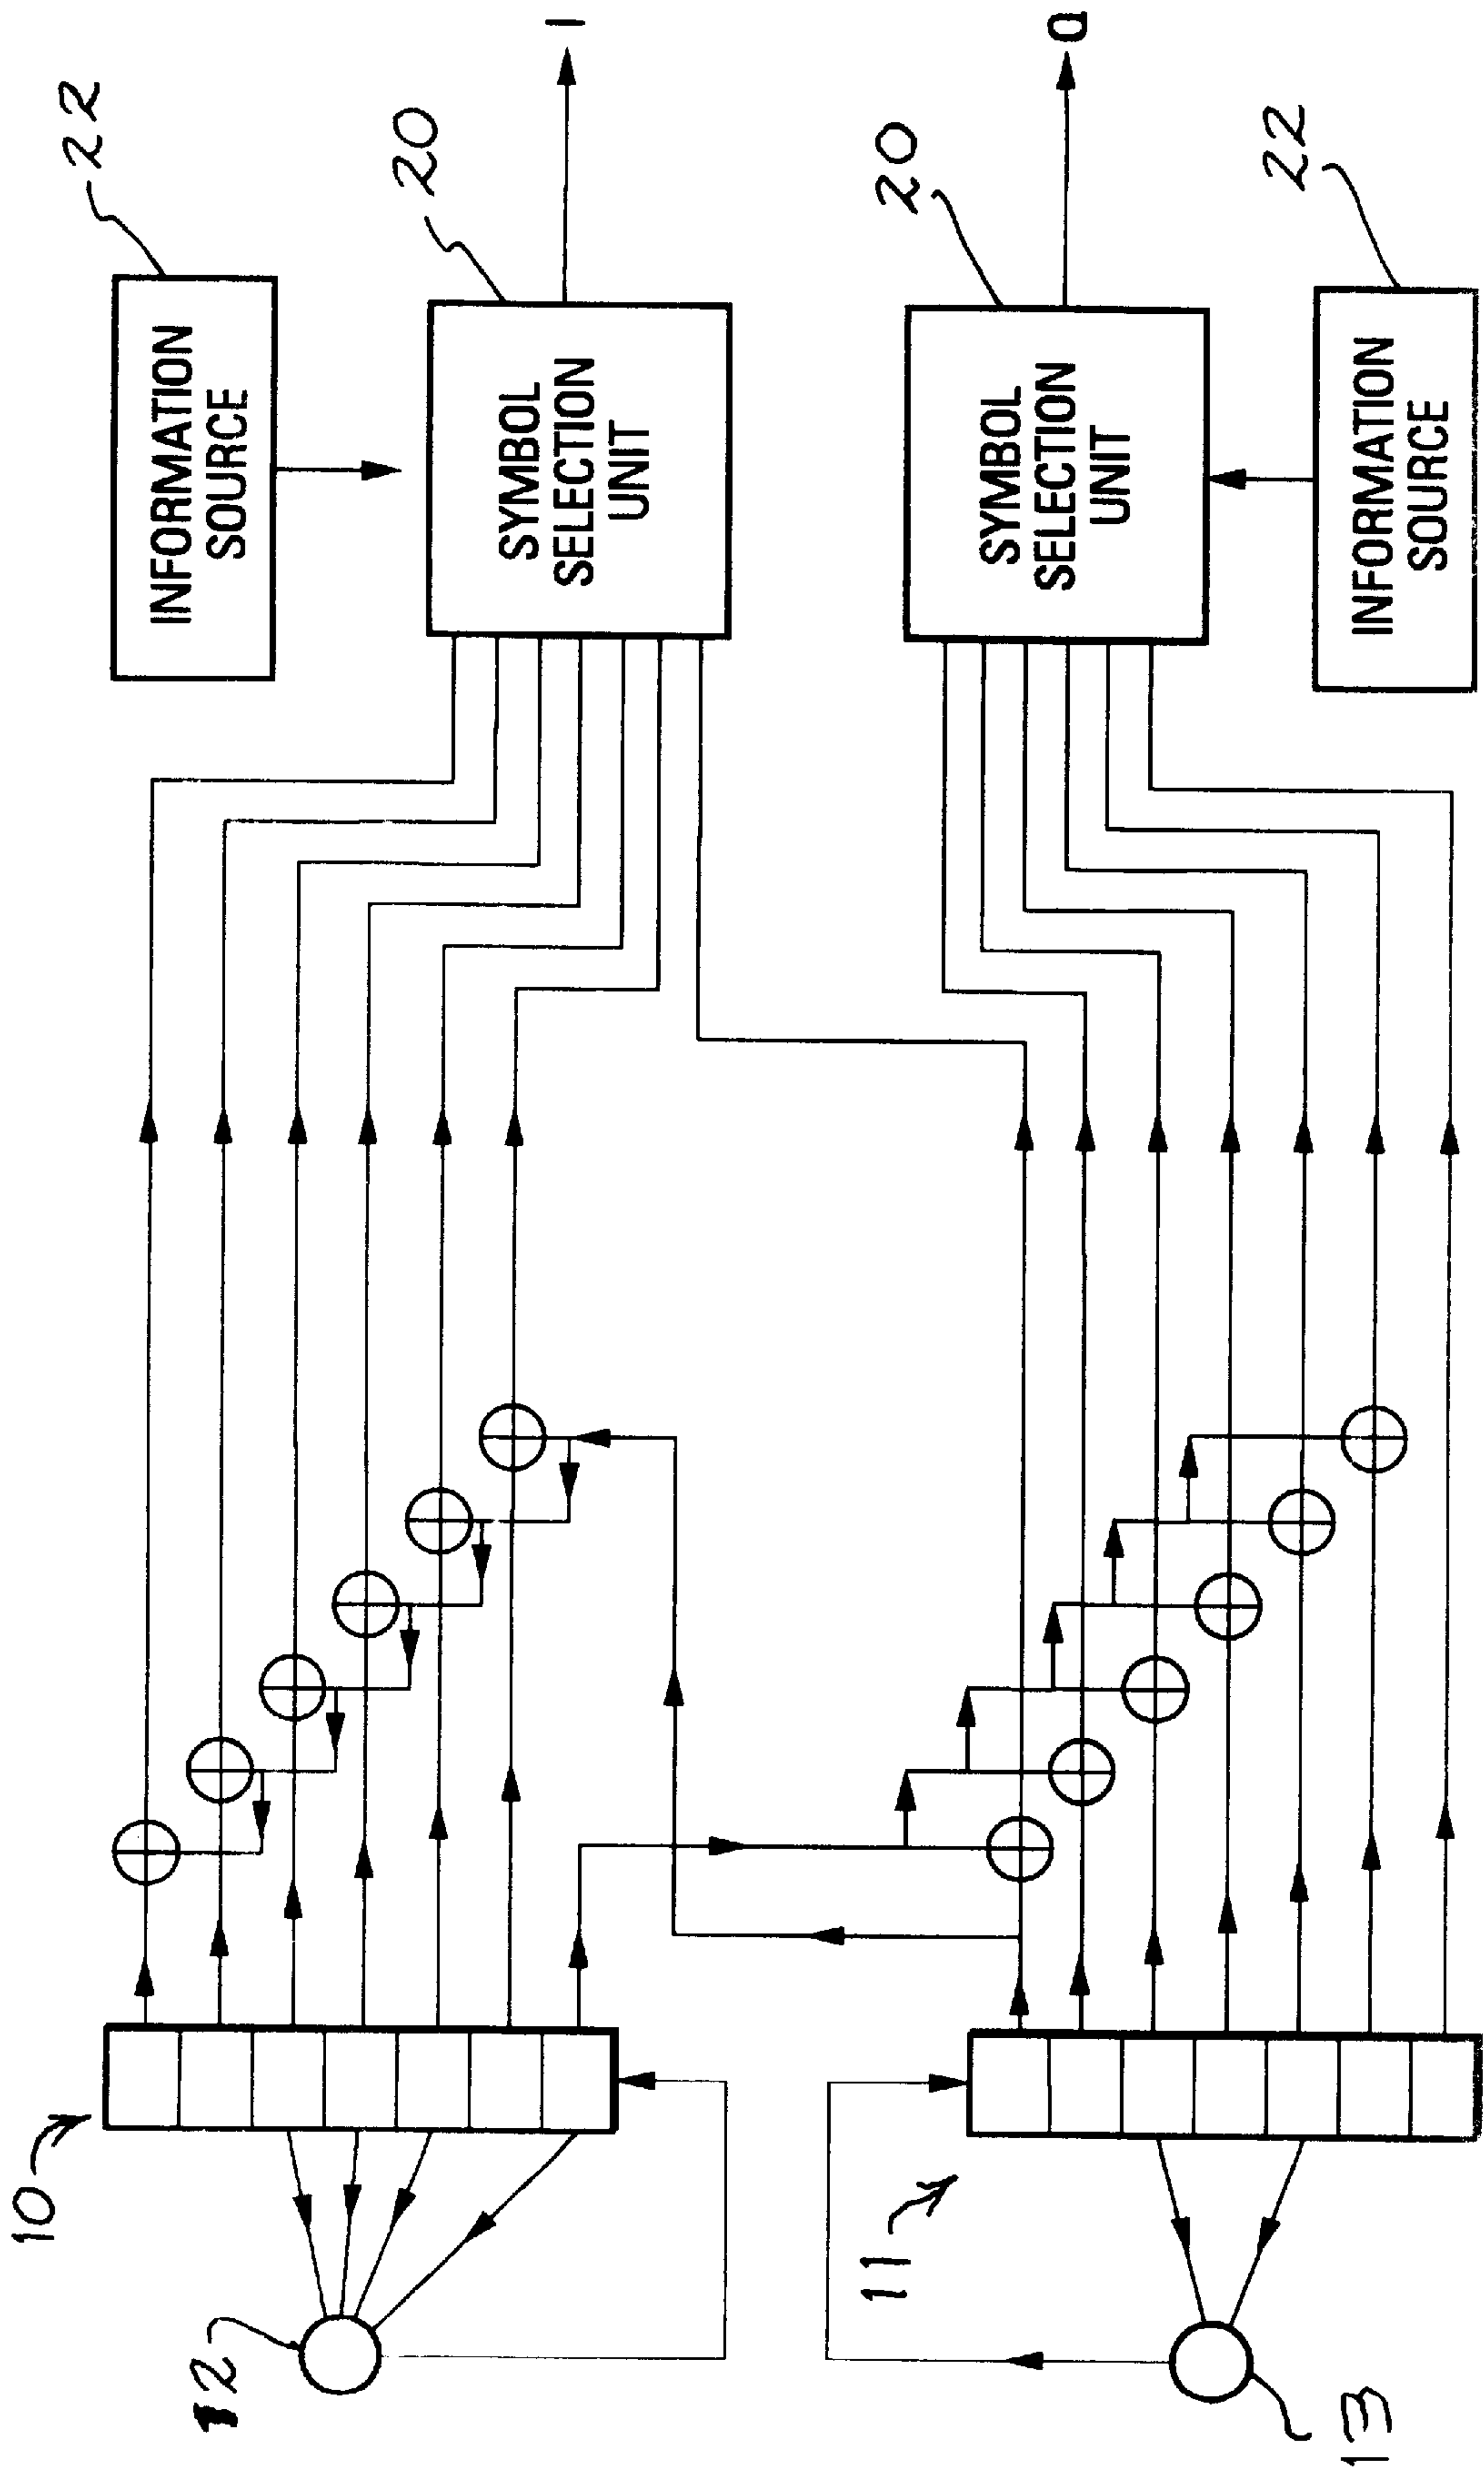 22
INFORMATION
SOURCE
20
SYMBOL
SELECTION
UNIT
I
10
12
20
SYMBOL
SELECTION
UNIT
Q
22
INFORMATION
SOURCE
11
13